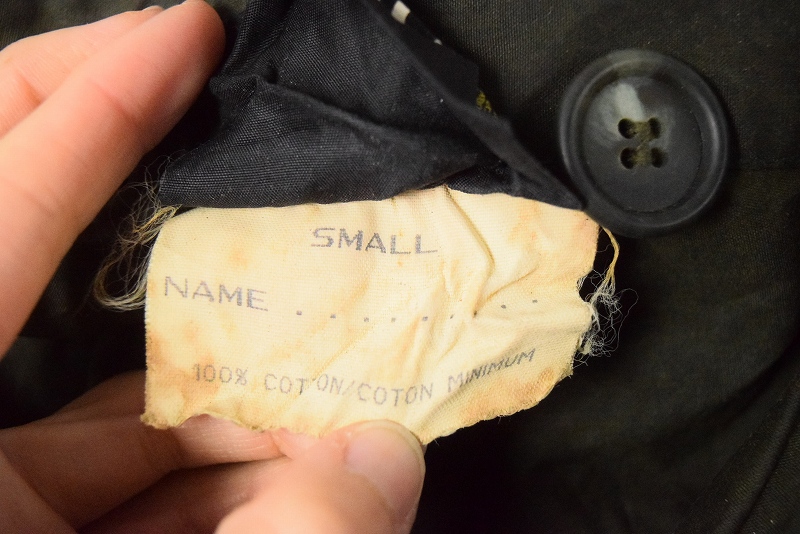 SMALL
NAME . . . . . . . . .
100% COTTON/COTON MINIMUM